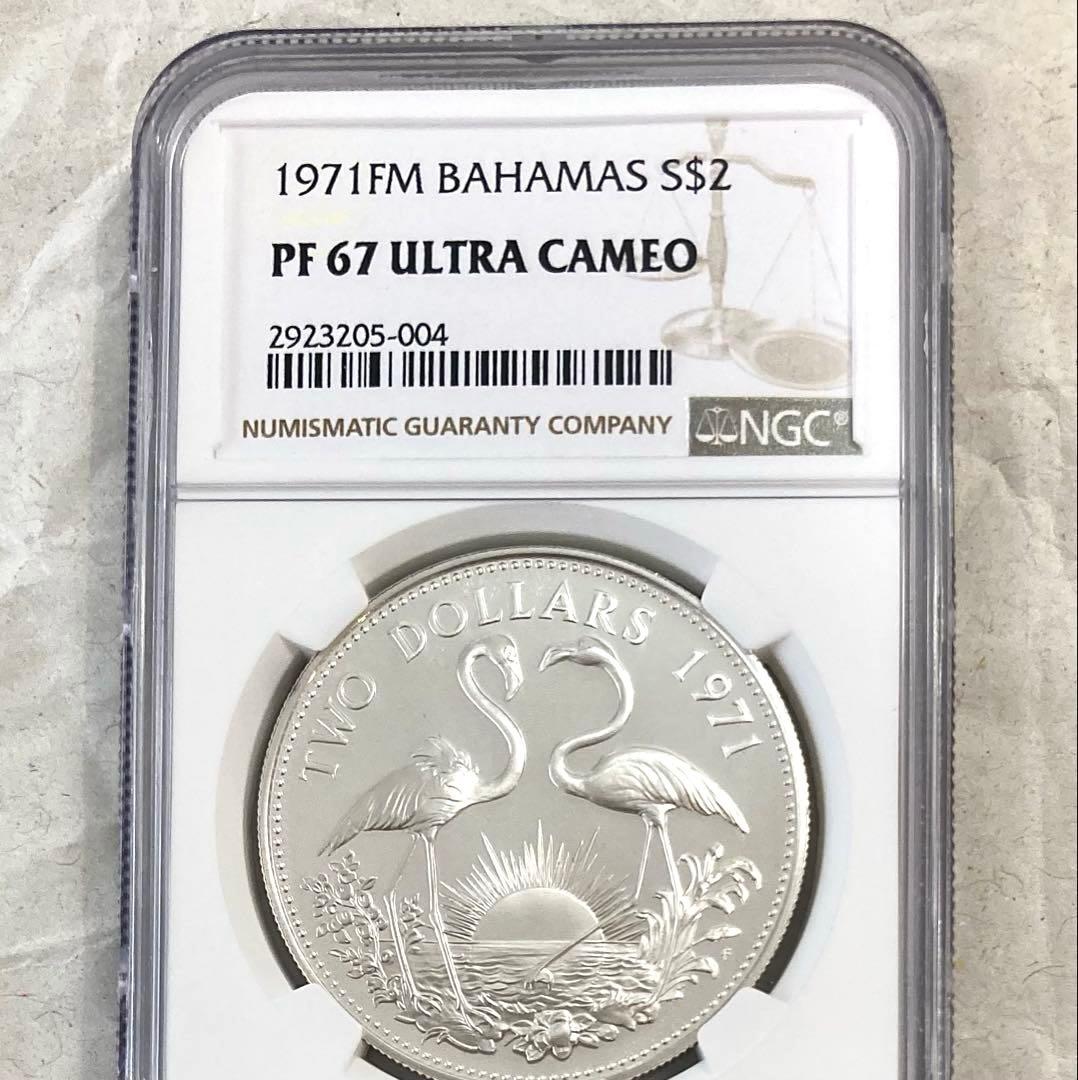 1971FM BAHAMAS S$2
PF 67 ULTRA CAMEO
2923205-004
NUMISMATIC GUARANTY COMPANY
NGC®
TWO DOLLARS 1971